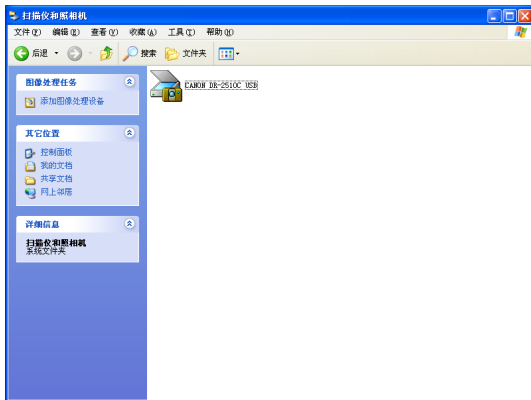 扫描仪和照相机
文件(F) 编辑(E) 查看(V) 收藏(A) 工具(T) 帮助(H)
后退 搜索 文件夹
图像处理任务
添加图像处理设备
CANON DR-2510C USB
其它位置
控制面板
我的文档
共享文档
网上邻居
详细信息
扫描仪和照相机
系统文件夹